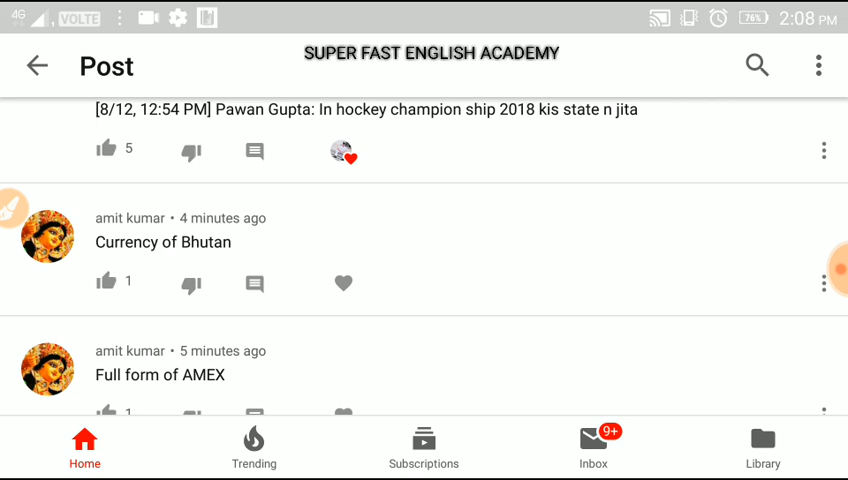 4G VOLTE 76% 2:08 PM
Post
SUPER FAST ENGLISH ACADEMY
[8/12, 12:54 PM] Pawan Gupta: In hockey champion ship 2018 kis state n jita
5
amit kumar • 4 minutes ago
Currency of Bhutan
1
amit kumar • 5 minutes ago
Full form of AMEX
1
9+
Home Trending Subscriptions Inbox Library